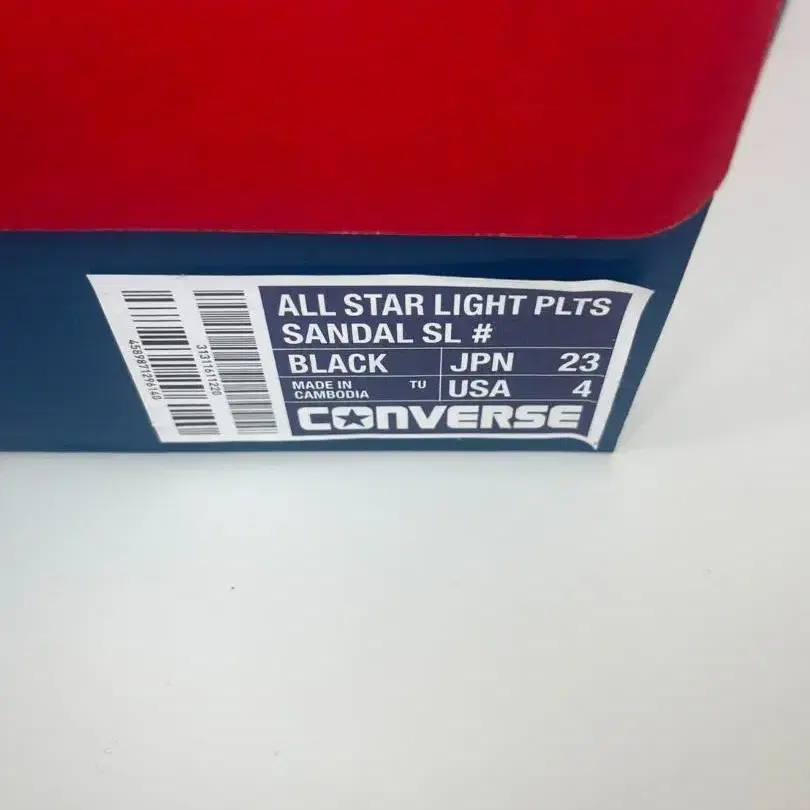 ALL STAR LIGHT PLTS
SANDAL SL #
BLACK JPN 23
MADE IN CAMBODIA TU USA 4
CONVERSE
31311611220
4589871296140